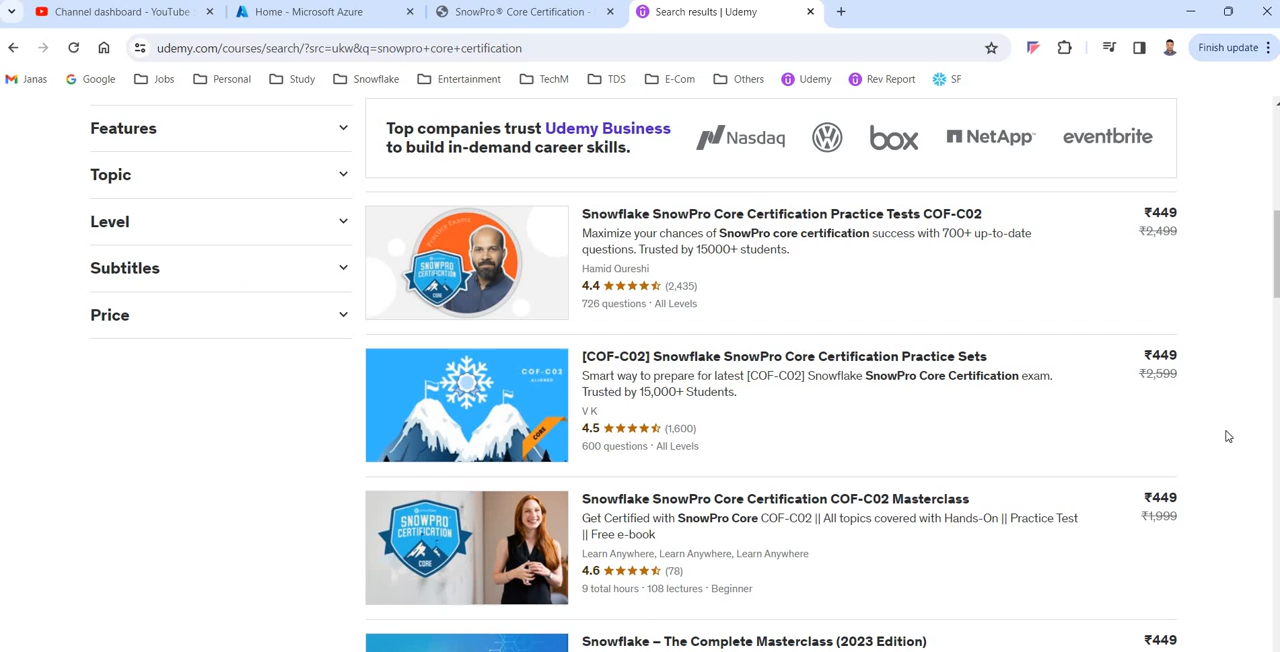 Channel dashboard - YouTube
Home - Microsoft Azure
SnowPro® Core Certification -
Search results | Udemy
udemy.com/courses/search/?src=ukw&q=snowpro+core+certification
Finish update
Janas
Google
Jobs
Personal
Study
Snowflake
Entertainment
TechM
TDS
E-Com
Others
Udemy
Rev Report
SF
Features
Topic
Level
Subtitles
Price
Top companies trust Udemy Business
to build in-demand career skills.
Nasdaq
box
NetApp
eventbrite
Practice Exams
SNOWPRO
CERTIFICATION
CORE
Snowflake SnowPro Core Certification Practice Tests COF-C02
₹449
Maximize your chances of SnowPro core certification success with 700+ up-to-date
₹2,499
questions. Trusted by 15000+ students.
Hamid Qureshi
4.4 (2,435)
726 questions · All Levels
COF-C02
ALIGNED
CORE
[COF-C02] Snowflake SnowPro Core Certification Practice Sets
₹449
Smart way to prepare for latest [COF-C02] Snowflake SnowPro Core Certification exam.
₹2,599
Trusted by 15,000+ Students.
V K
4.5 (1,600)
600 questions · All Levels
SNOWPRO
CERTIFICATION
CORE
Snowflake SnowPro Core Certification COF-C02 Masterclass
₹449
Get Certified with SnowPro Core COF-C02 || All topics covered with Hands-On || Practice Test
₹1,999
|| Free e-book
Learn Anywhere, Learn Anywhere, Learn Anywhere
4.6 (78)
9 total hours · 108 lectures · Beginner
Snowflake – The Complete Masterclass (2023 Edition)
₹449